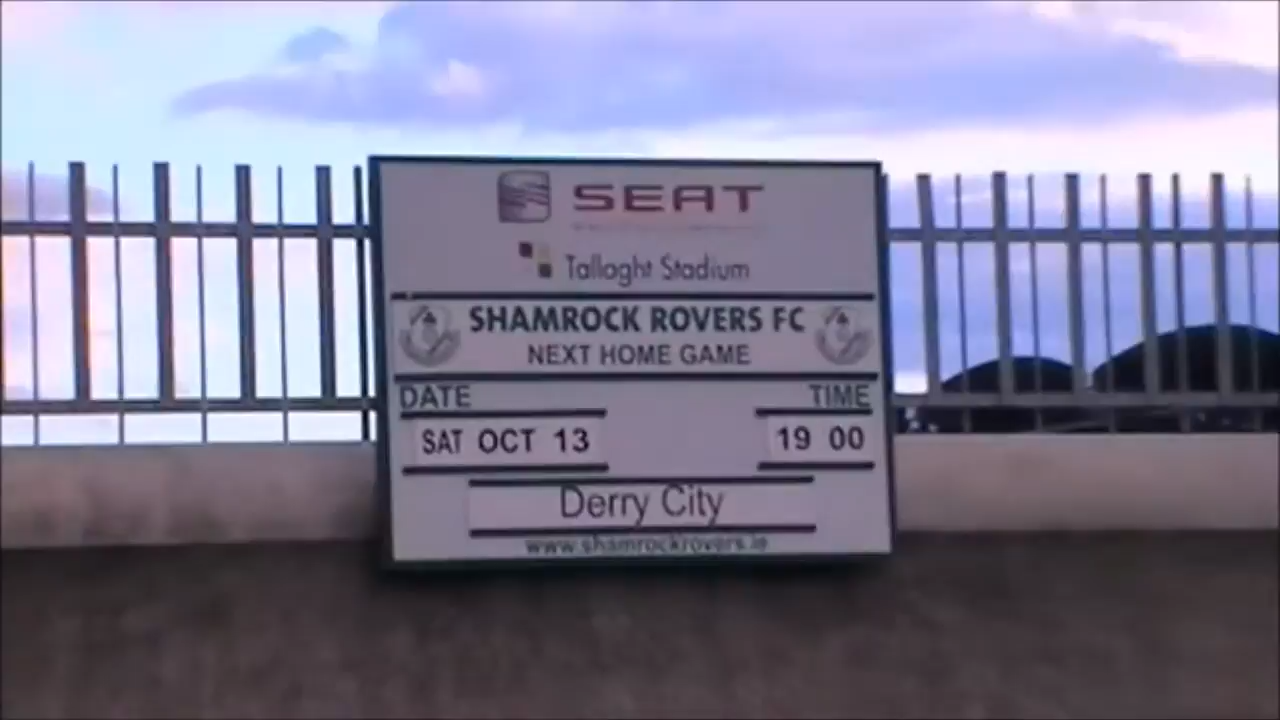 SEAT
Tallaght Stadium
SHAMROCK ROVERS FC
NEXT HOME GAME
DATE TIME
SAT OCT 13 19 00
Derry City
www.shamrockrovers.ie